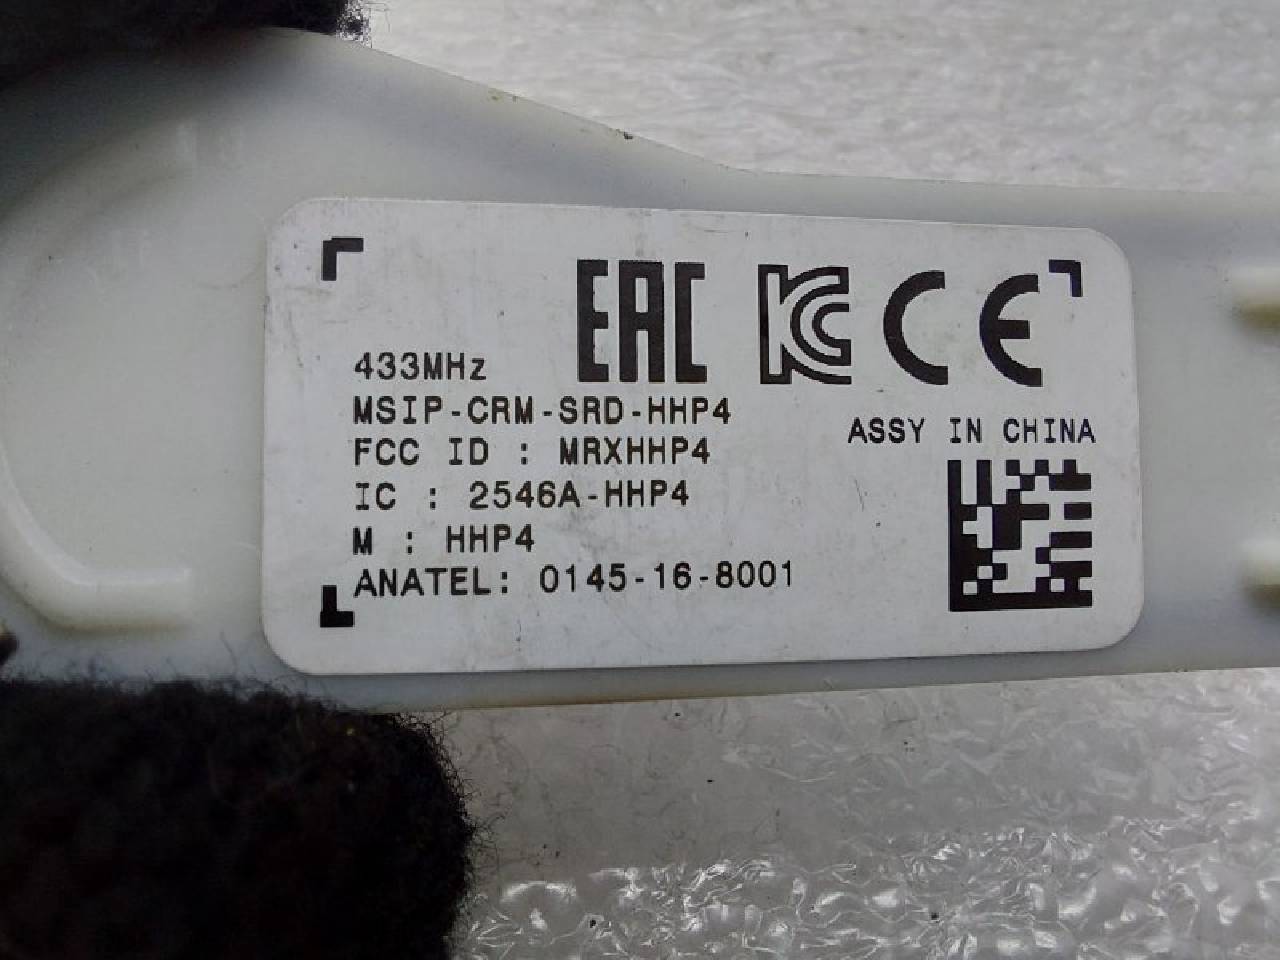 EAC KC CE
433MHz
MSIP-CRM-SRD-HHP4
ASSY IN CHINA
FCC ID : MRXHHP4
IC : 2546A-HHP4
M : HHP4
ANATEL: 0145-16-8001